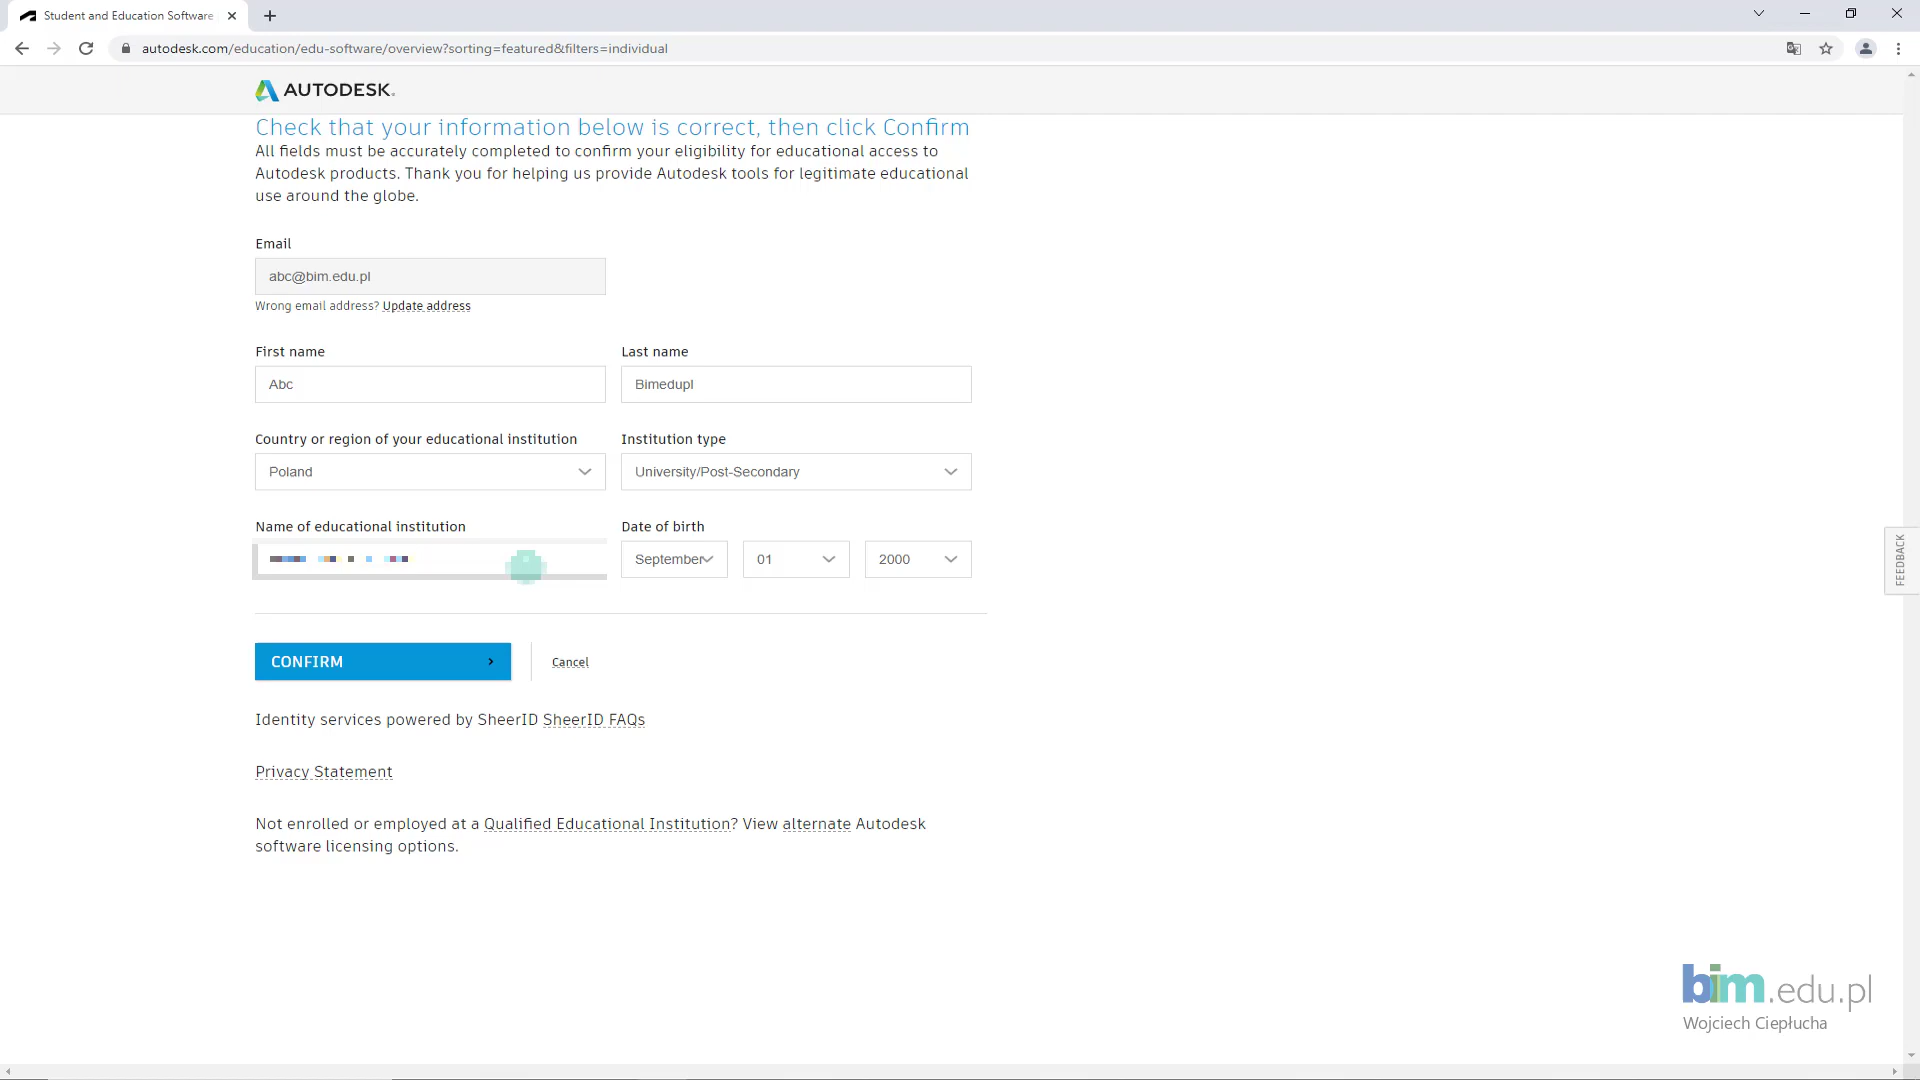 Student and Education Software
autodesk.com/education/edu-software/overview?sorting=featured&filters=individual
AUTODESK
Check that your information below is correct, then click Confirm
All fields must be accurately completed to confirm your eligibility for educational access to
Autodesk products. Thank you for helping us provide Autodesk tools for legitimate educational
use around the globe.
Email
abc@bim.edu.pl
Wrong email address? Update address
First name
Last name
Abc
Bimedupl
Country or region of your educational institution
Institution type
Poland
University/Post-Secondary
Name of educational institution
Date of birth
September
01
2000
FEEDBACK
CONFIRM
Cancel
Identity services powered by SheerID SheerID FAQs
Privacy Statement
Not enrolled or employed at a Qualified Educational Institution? View alternate Autodesk
software licensing options.
bim.edu.pl
Wojciech Ciepłucha